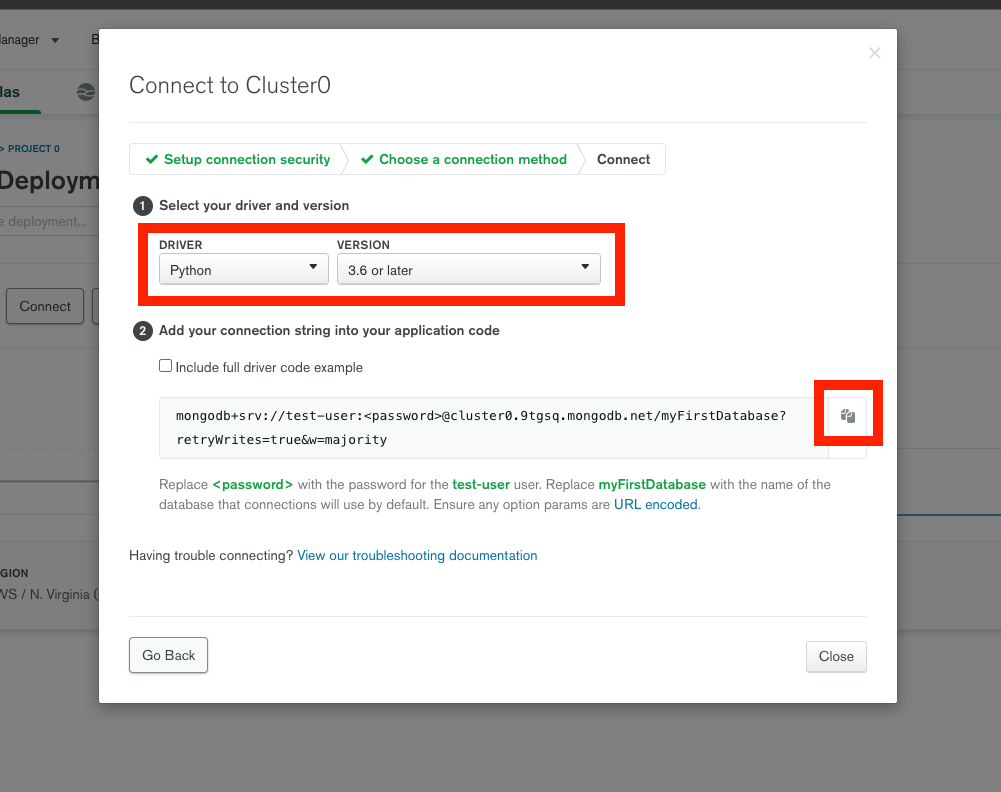 anager
B
Connect to Cluster0
las
> PROJECT 0
Deploym
e deployment...
Connect
Setup connection security
Choose a connection method
Connect
1 Select your driver and version
DRIVER
VERSION
Python
3.6 or later
2 Add your connection string into your application code
Include full driver code example
mongodb+srv://test-user:<password>@cluster0.9tgsq.mongodb.net/myFirstDatabase?
retryWrites=true&w=majority
Replace <password> with the password for the test-user user. Replace myFirstDatabase with the name of the
database that connections will use by default. Ensure any option params are URL encoded.
Having trouble connecting? View our troubleshooting documentation
GION
WS / N. Virginia (
Go Back
Close